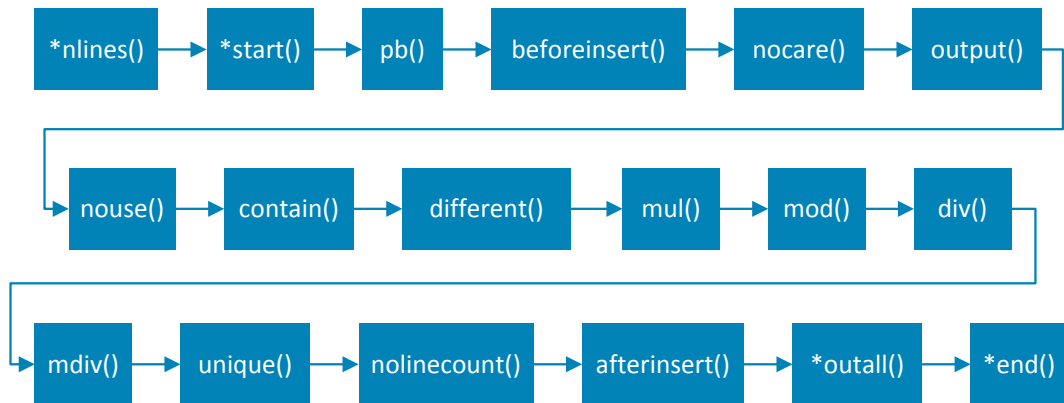 *nlines() *start() pb() beforeinsert() nocare() output()
nouse() contain() different() mul() mod() div()
mdiv() unique() nolinecount() afterinsert() *outall() *end()